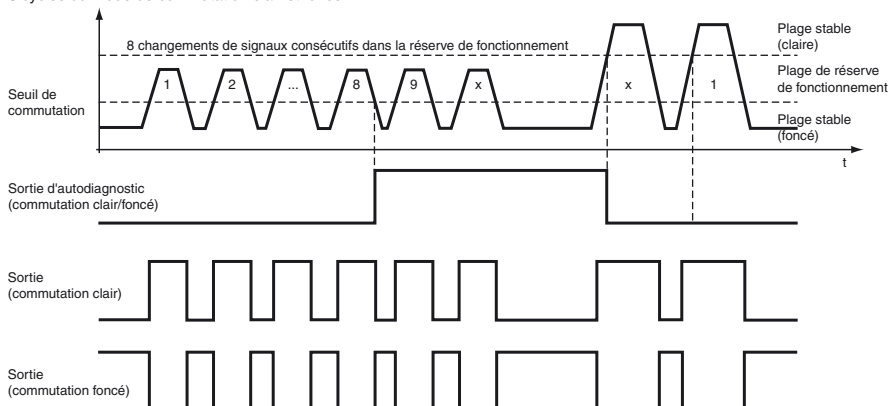 8 changements de signaux consécutifs dans la réserve de fonctionnement
Plage stable
(claire)
Seuil de
commutation
1
2
...
8
9
x
x
1
Plage de réserve
de fonctionnement
Plage stable
(foncé)
t
Sortie d'autodiagnostic
(commutation clair/foncé)
Sortie
(commutation clair)
Sortie
(commutation foncé)